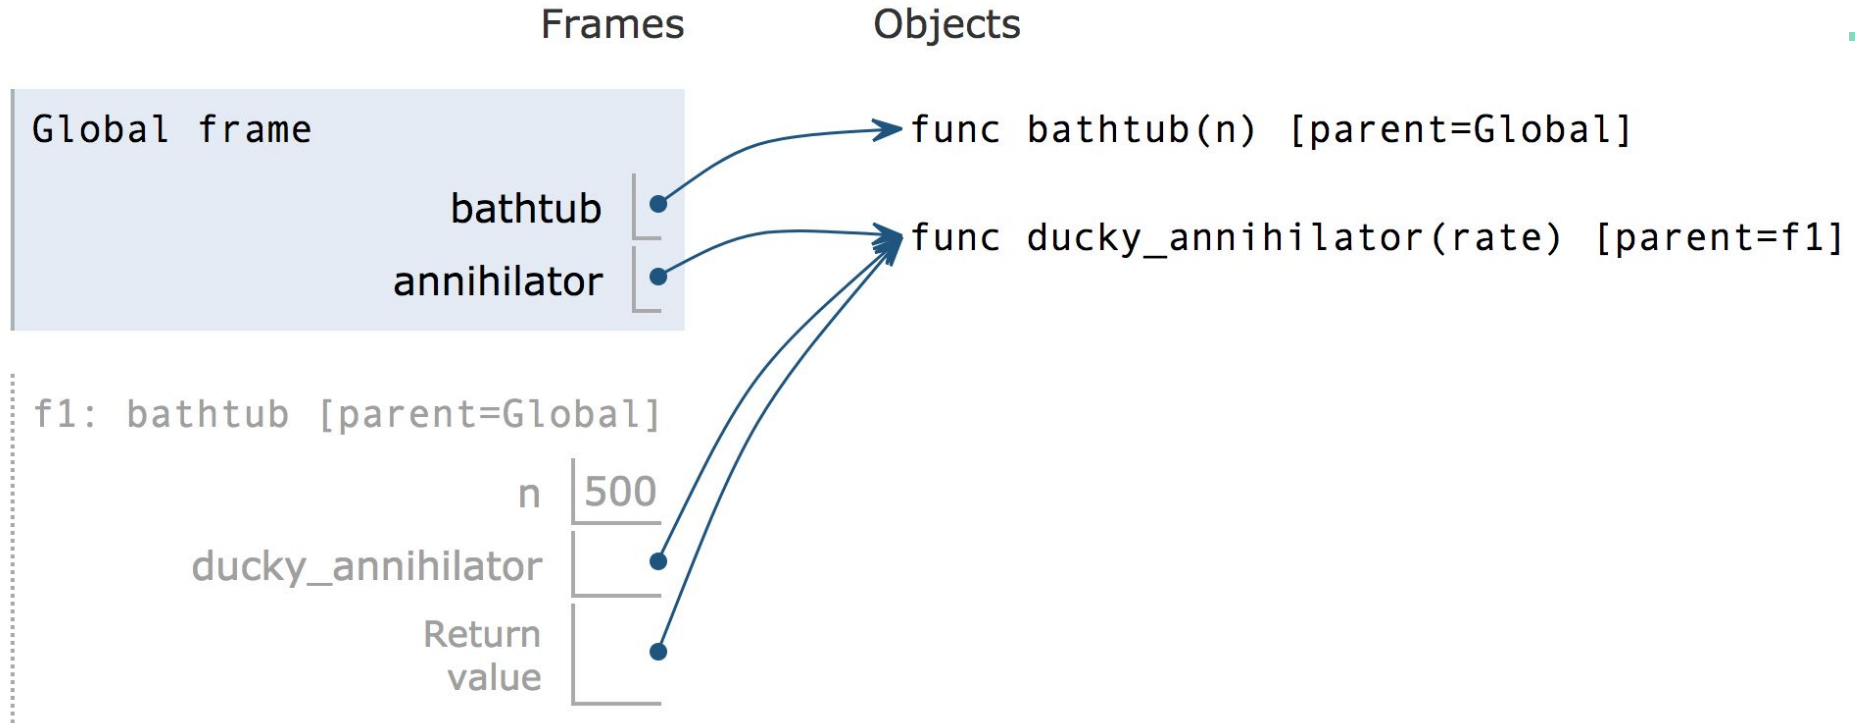 Frames Objects
Global frame
func bathtub(n) [parent=Global]
bathtub
func ducky_annihilator(rate) [parent=f1]
annihilator
f1: bathtub [parent=Global]
n 500
ducky_annihilator
Return
value